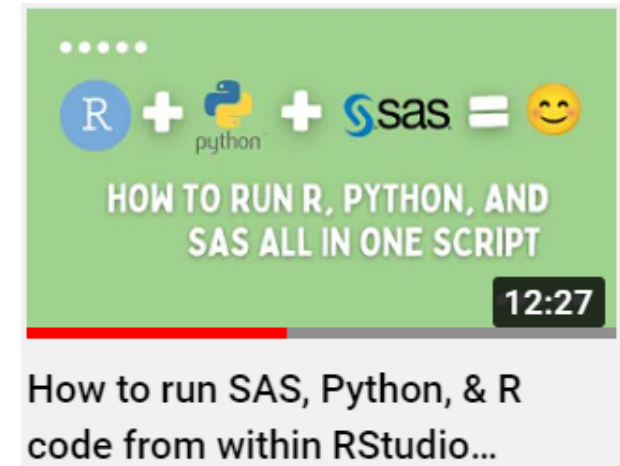 R + python + sas =
HOW TO RUN R, PYTHON, AND
SAS ALL IN ONE SCRIPT
12:27
How to run SAS, Python, & R
code from within RStudio...